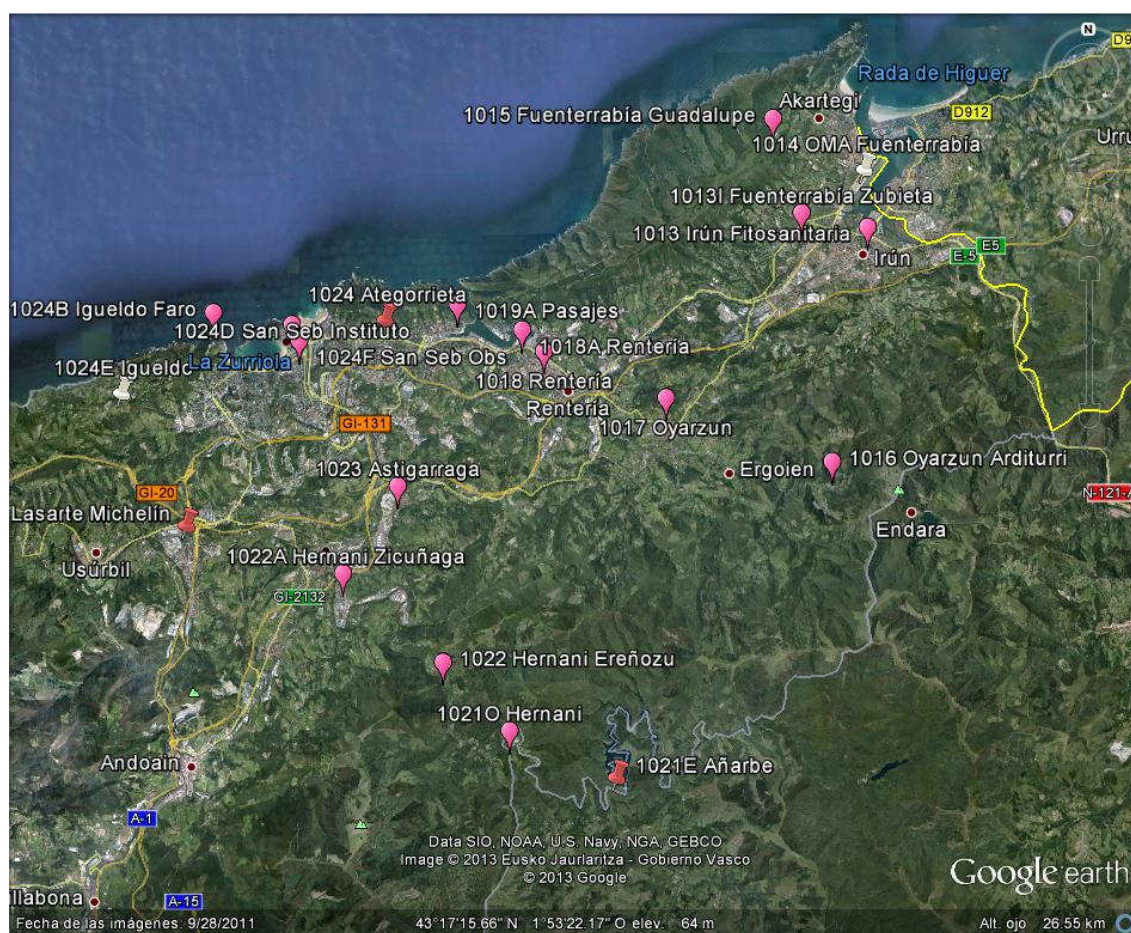 N
D9
Rada de Higuer
Akartegi
D912
1015 Fuenterrabía Guadalupe
Urru
1014 OMA Fuenterrabía
1013I Fuenterrabía Zubieta
1013 Irún Fitosanitaria
E5
E-5
Irún
1024B Igueldo Faro
1024 Ategorrieta
1019A Pasajes
1024D San Seb Instituto
1018A Rentería
La Zurriola
1024F San Seb Obs
1024E Igueldo
1018 Rentería
Rentería
GI-131
1017 Oyarzun
1016 Oyarzun Arditurri
1023 Astigarraga
Ergoien
GI-20
N-121-A
Lasarte Michelín
Endara
Usúrbil
1022A Hernani Zicuñaga
GI-2132
1022 Hernani Ereñozu
1021O Hernani
Andoain
1021E Añarbe
A-1
Data SIO, NOAA, U.S. Navy, NGA, GEBCO
Image © 2013 Eusko Jaurlaritza - Gobierno Vasco
© 2013 Google
Google earth
illabona
A-15
Fecha de las imágenes: 9/28/2011 43°17'15.66" N 1°53'22.17" O elev. 64 m Alt. ojo 26.55 km